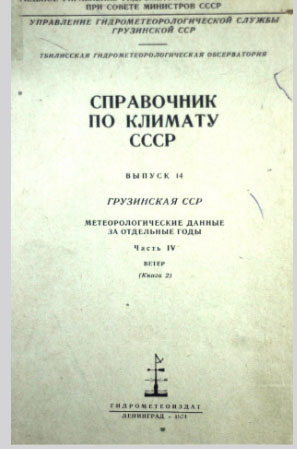 ПРИ СОВЕТЕ МИНИСТРОВ СССР
УПРАВЛЕНИЕ ГИДРОМЕТЕОРОЛОГИЧЕСКОЙ СЛУЖБЫ
ГРУЗИНСКОЙ ССР
ТБИЛИССКАЯ ГИДРОМЕТЕОРОЛОГИЧЕСКАЯ ОБСЕРВАТОРИЯ
СПРАВОЧНИК
ПО КЛИМАТУ
СССР
ВЫПУСК 14
ГРУЗИНСКАЯ ССР
МЕТЕОРОЛОГИЧЕСКИЕ ДАННЫЕ
ЗА ОТДЕЛЬНЫЕ ГОДЫ
Часть IV
ВЕТЕР
(Книга 2)
ГИДРОМЕТЕОИЗДАТ
ЛЕНИНГРАД - 1971